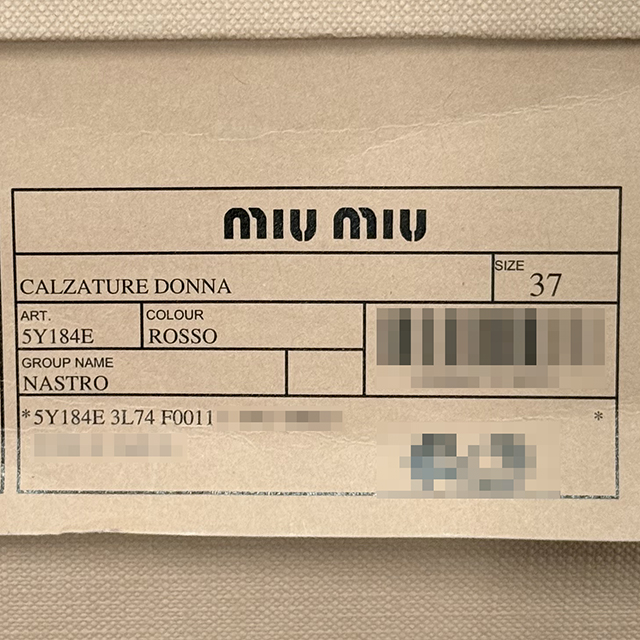 miu miu
CALZATURE DONNA
SIZE
37
ART.
5Y184E
COLOUR
ROSSO
GROUP NAME
NASTRO
*5Y184E 3L74 F0011 *